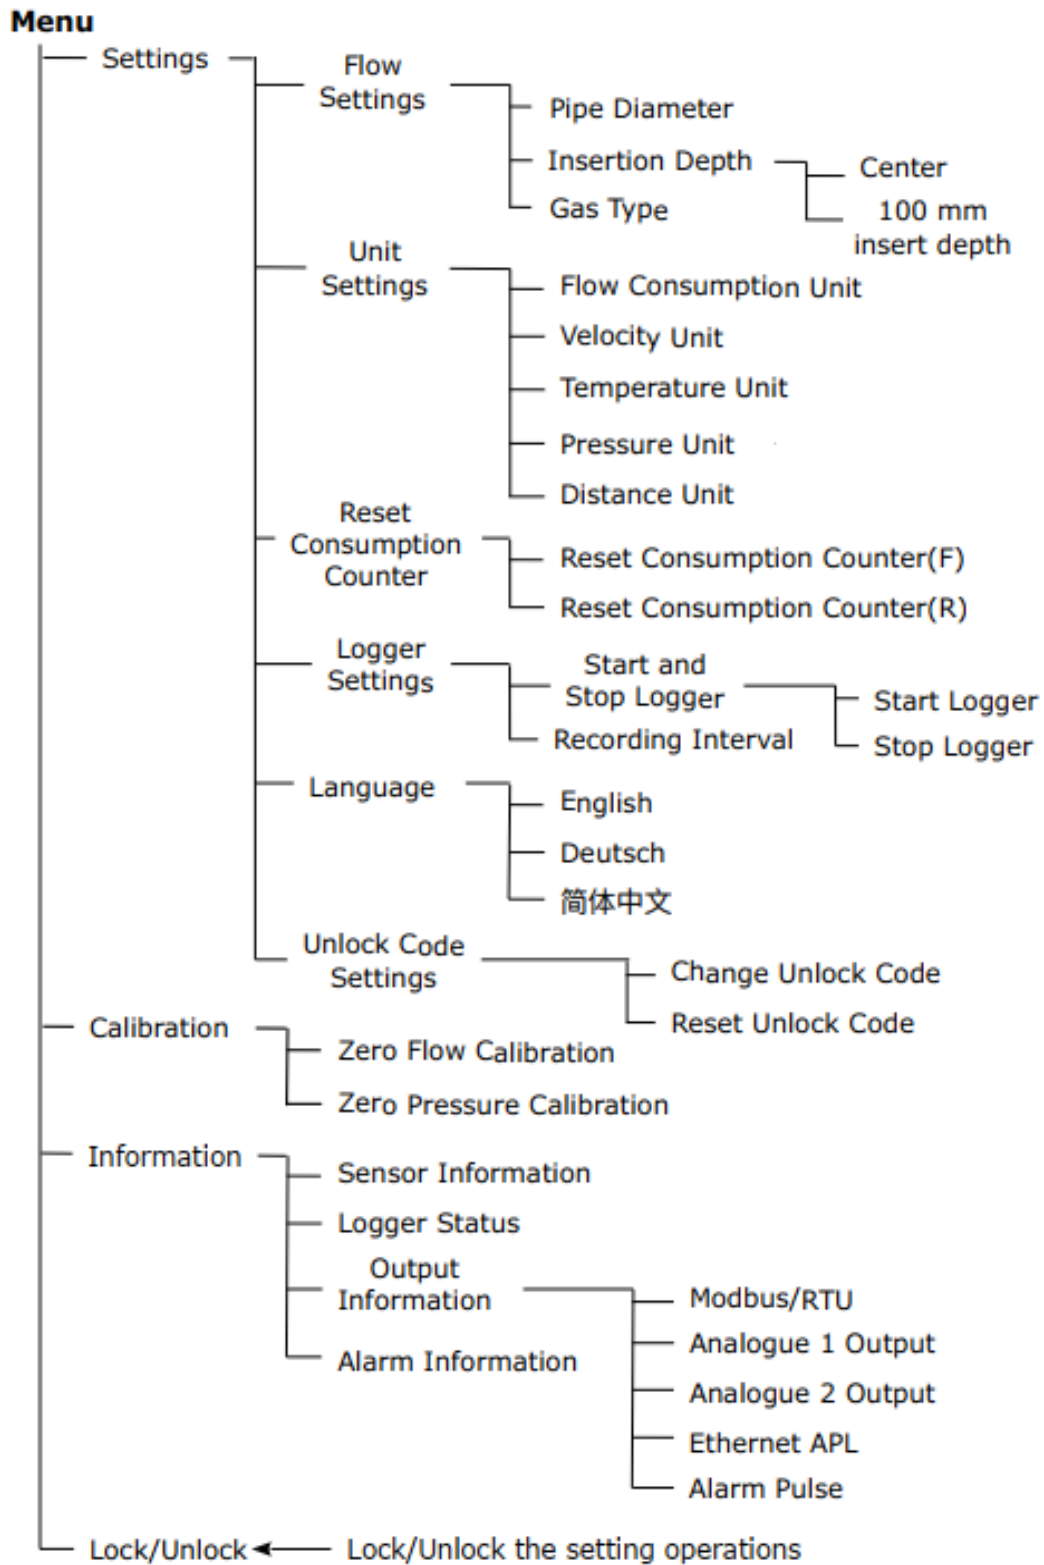 Menu
Settings
Flow
Settings
Pipe Diameter
Insertion Depth
Center
100 mm
insert depth
Gas Type
Unit
Settings
Flow Consumption Unit
Velocity Unit
Temperature Unit
Pressure Unit
Distance Unit
Reset
Consumption
Counter
Reset Consumption Counter(F)
Reset Consumption Counter(R)
Logger
Settings
Start and
Stop Logger
Start Logger
Stop Logger
Recording Interval
Language
English
Deutsch
简体中文
Unlock Code
Settings
Change Unlock Code
Reset Unlock Code
Calibration
Zero Flow Calibration
Zero Pressure Calibration
Information
Sensor Information
Logger Status
Output
Information
Modbus/RTU
Analogue 1 Output
Analogue 2 Output
Ethernet APL
Alarm Pulse
Alarm Information
Lock/Unlock
Lock/Unlock the setting operations